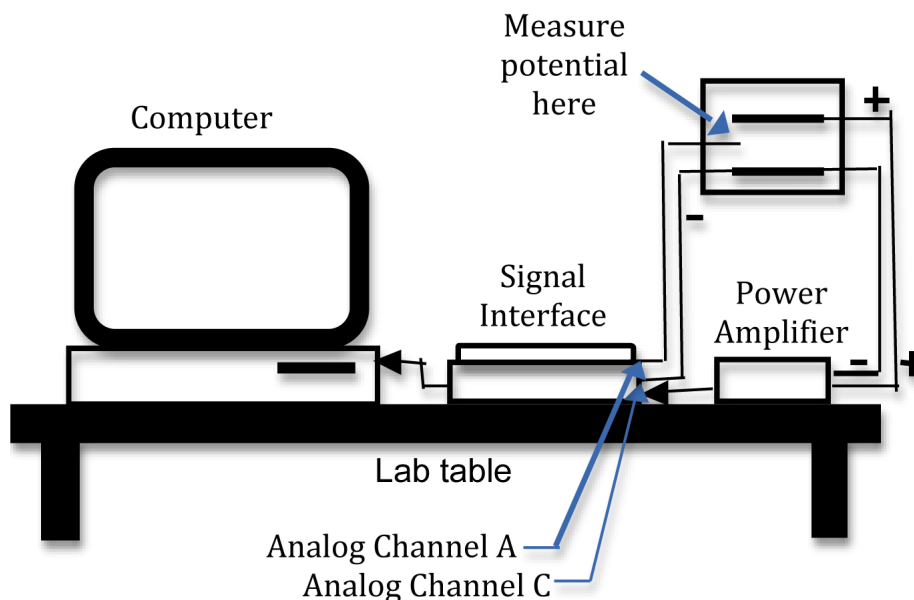 Measure
potential
here
+
Computer
-
Signal
Interface
Power
Amplifier
- +
Lab table
Analog Channel A
Analog Channel C